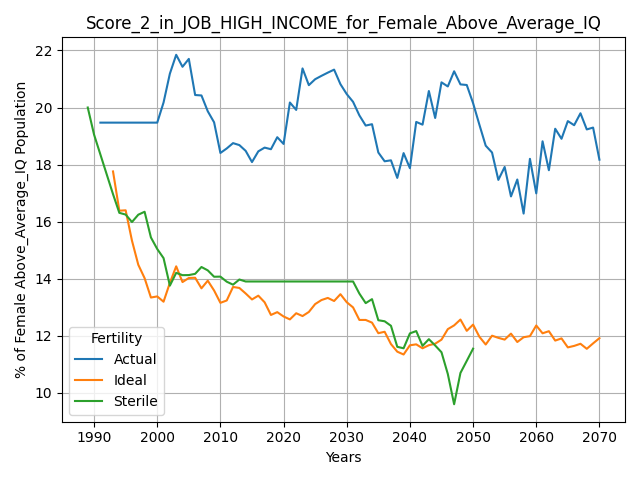 Score_2_in_JOB_HIGH_INCOME_for_Female_Above_Average_IQ
% of Female Above_Average_IQ Population
22
20
18
16
14
12
10
Fertility
Actual
Ideal
Sterile
1990 2000 2010 2020 2030 2040 2050 2060 2070
Years